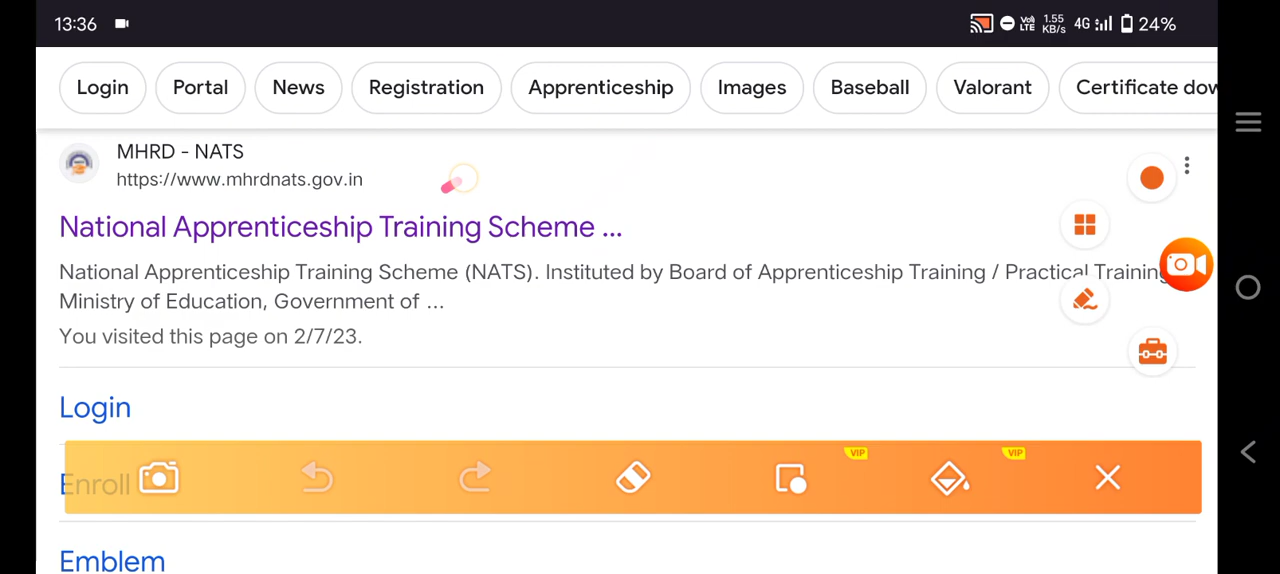 13:36
Vol LTE 1.55 KB/s 4G 24%
Login Portal News Registration Apprenticeship Images Baseball Valorant Certificate dow
MHRD - NATS
https://www.mhrdnats.gov.in
National Apprenticeship Training Scheme ...
National Apprenticeship Training Scheme (NATS). Instituted by Board of Apprenticeship Training / Practical Training
Ministry of Education, Government of ...
You visited this page on 2/7/23.
Login
VIP VIP
Enroll
Emblem